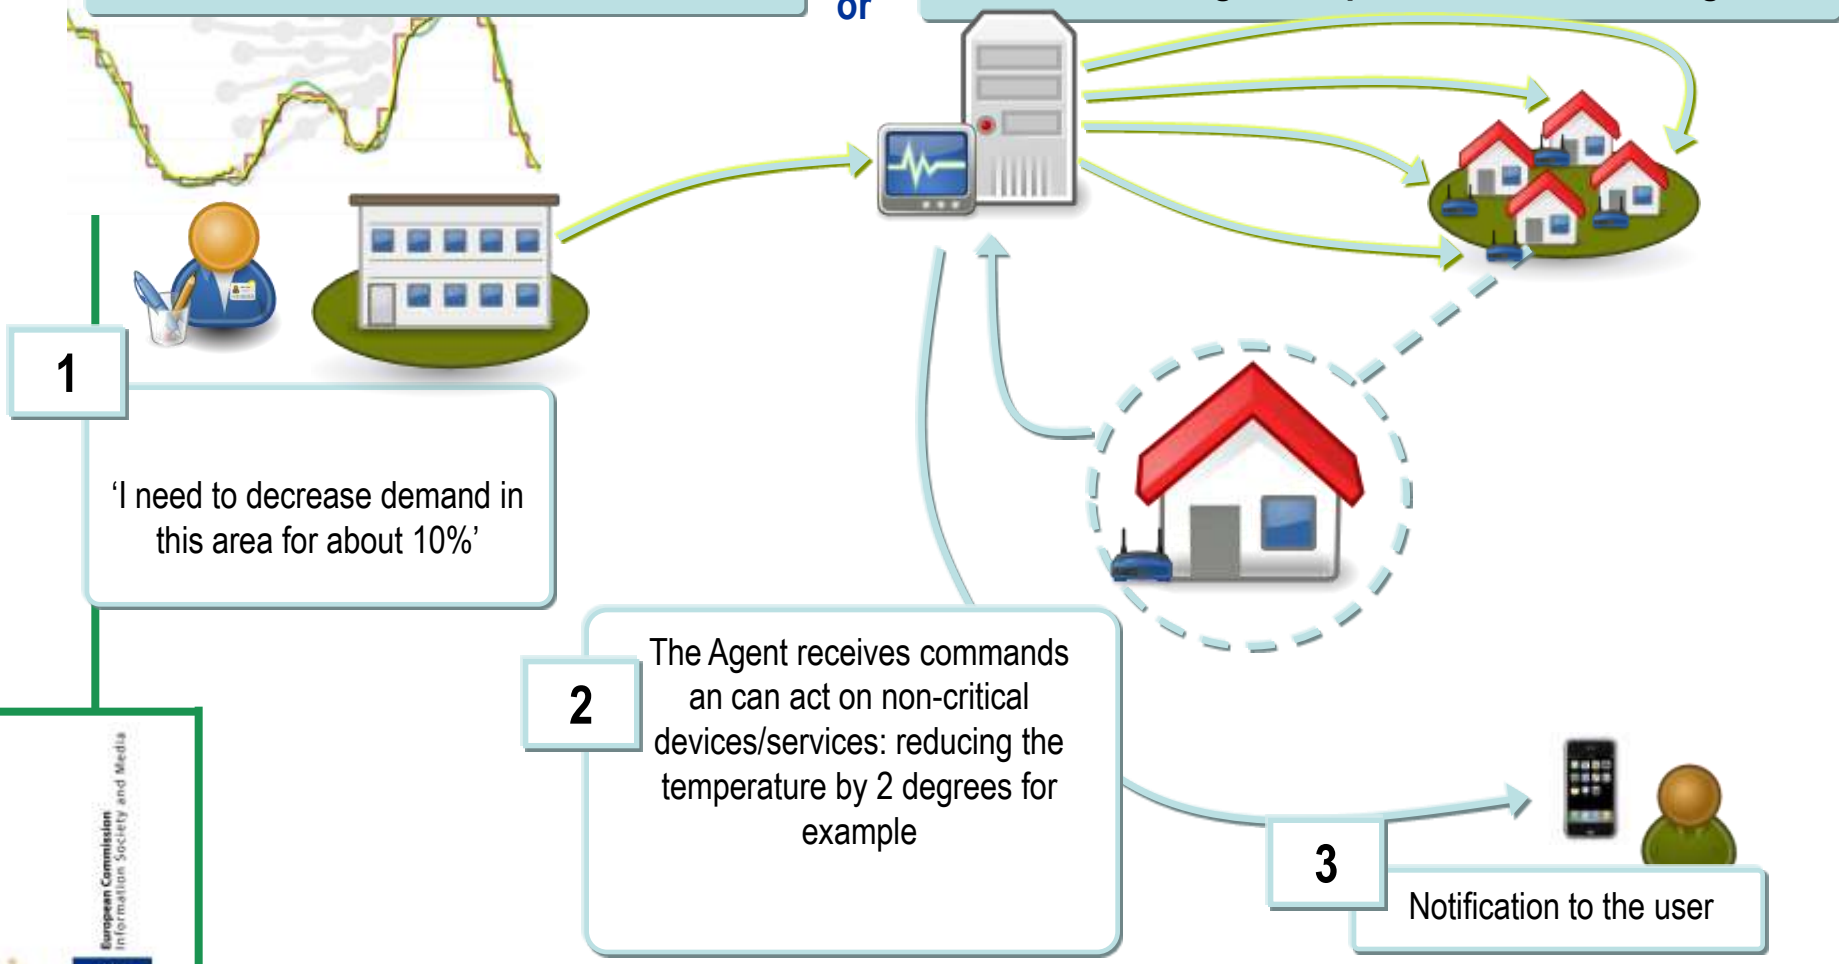 or
1
‘I need to decrease demand in
this area for about 10%’
2
The Agent receives commands
an can act on non-critical
devices/services: reducing the
temperature by 2 degrees for
example
3
Notification to the user
European Commission
Information Society and Media